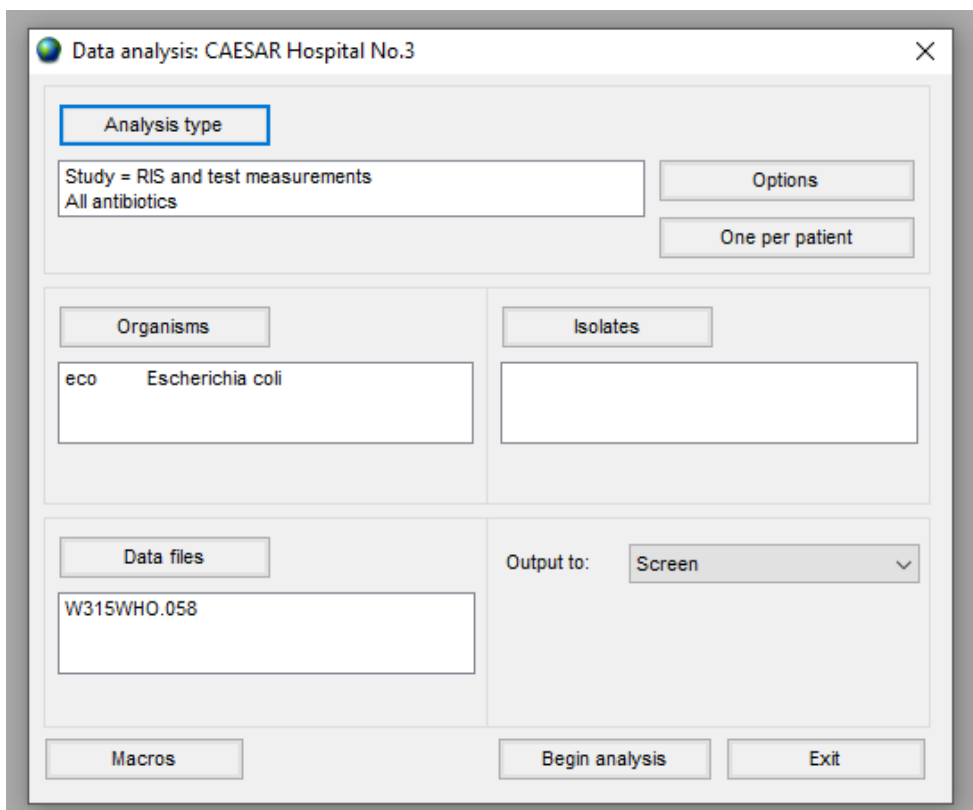 Data analysis: CAESAR Hospital No.3
Analysis type
Study = RIS and test measurements
All antibiotics
Options
One per patient
Organisms
eco Escherichia coli
Isolates
Data files
W315WHO.058
Output to: Screen
Macros
Begin analysis
Exit